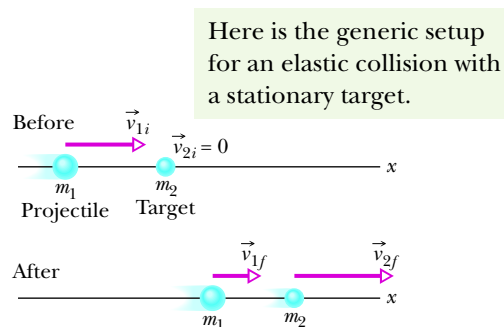 Here is the generic setup
for an elastic collision with
a stationary target.
Before
v⃗1i
v⃗2i = 0
x
m1
m2
Projectile
Target
After
v⃗1f
v⃗2f
x
m1
m2